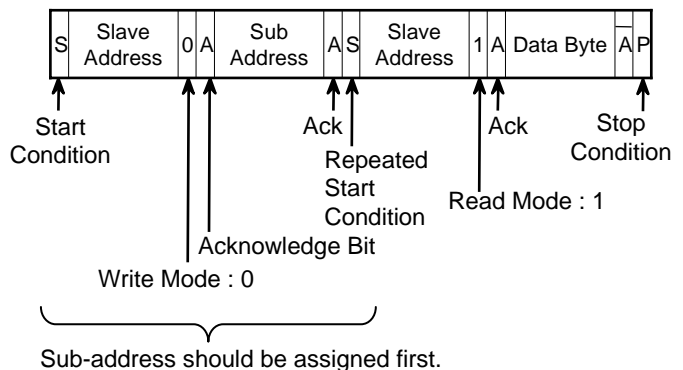 S Slave Address 0 A Sub Address A S Slave Address 1 A Data Byte A̅ P
Start Condition
Ack
Repeated Start Condition
Ack
Stop Condition
Read Mode : 1
Acknowledge Bit
Write Mode : 0
Sub-address should be assigned first.